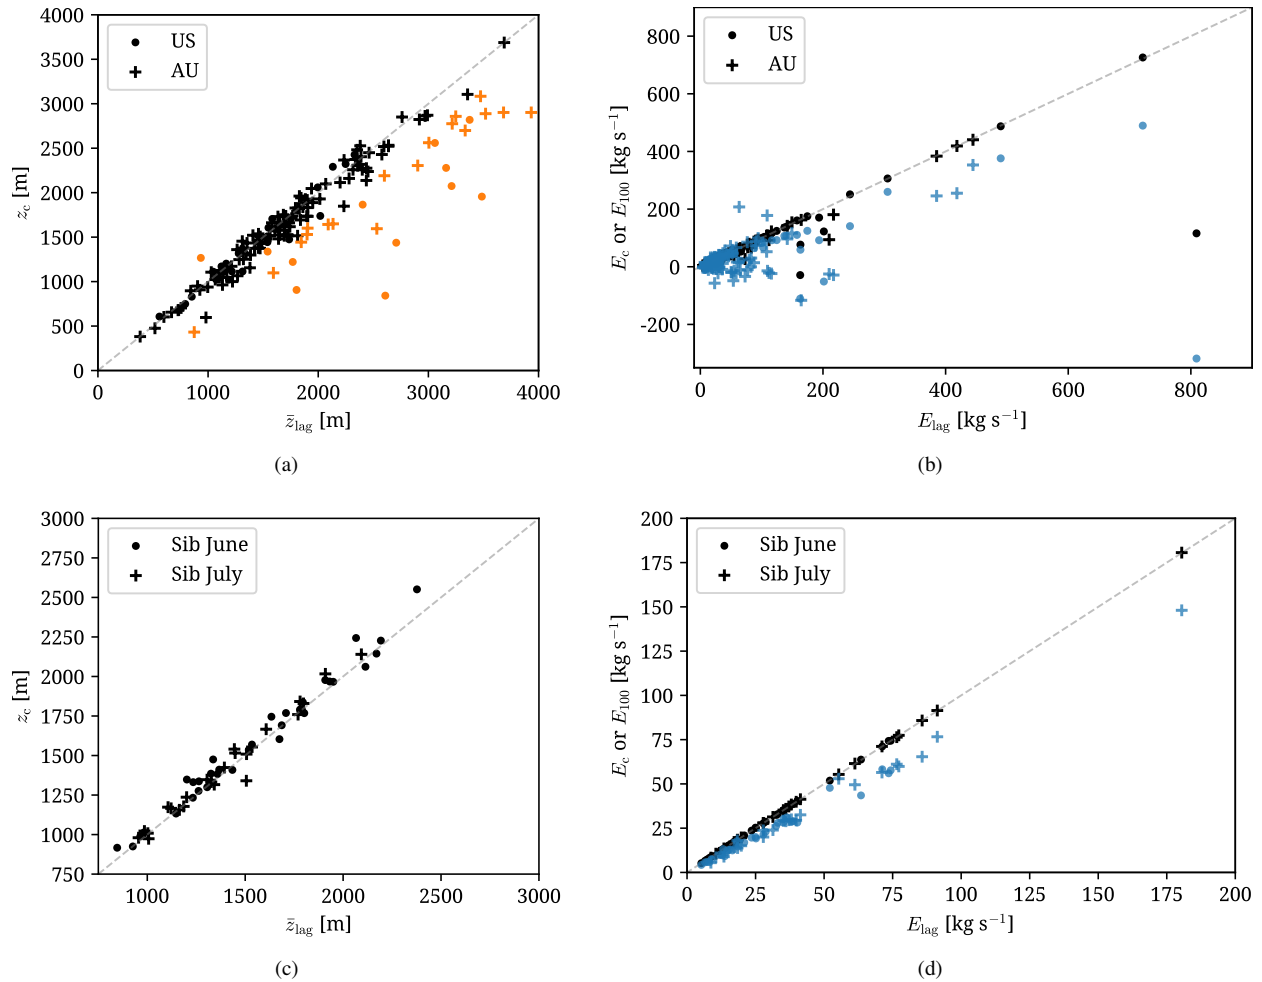 4000
3500
3000
2500
2000
1500
1000
500
0
z_c [m]
US
AU
0
1000
2000
3000
4000
z̄_lag [m]
(a)
800
600
400
200
0
-200
E_c or E_100 [kg s⁻¹]
US
AU
0
200
400
600
800
E_lag [kg s⁻¹]
(b)
3000
2750
2500
2250
2000
1750
1500
1250
1000
750
z_c [m]
Sib June
Sib July
1000
1500
2000
2500
3000
z̄_lag [m]
(c)
200
175
150
125
100
75
50
25
0
E_c or E_100 [kg s⁻¹]
Sib June
Sib July
0
25
50
75
100
125
150
175
200
E_lag [kg s⁻¹]
(d)